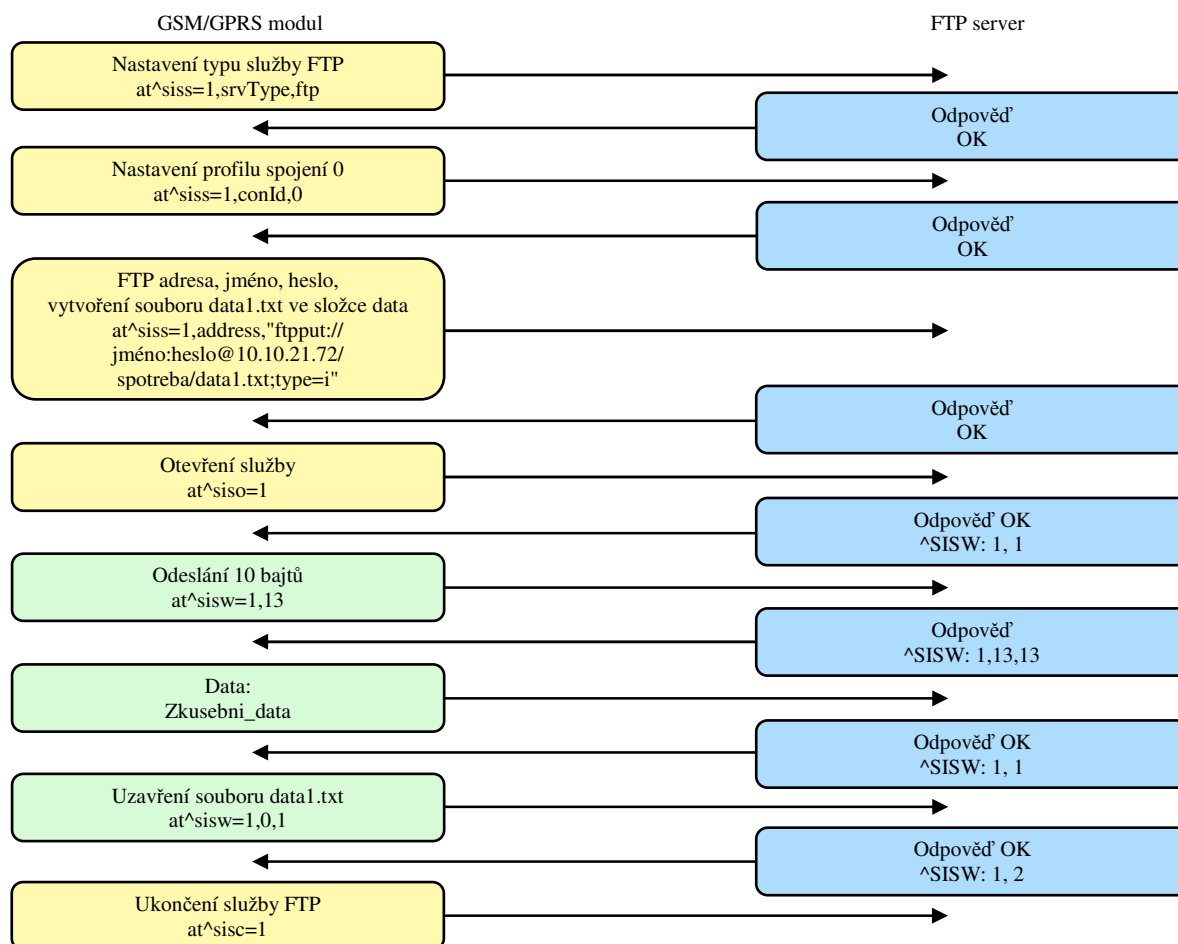 GSM/GPRS modul
FTP server
Nastavení typu služby FTP
at^siss=1,srvType,ftp
Odpověď
OK
Nastavení profilu spojení 0
at^siss=1,conId,0
Odpověď
OK
FTP adresa, jméno, heslo,
vytvoření souboru data1.txt ve složce data
at^siss=1,address,"ftpput://
jméno:heslo@10.10.21.72/
spotreba/data1.txt;type=i"
Odpověď
OK
Otevření služby
at^siso=1
Odpověď OK
^SISW: 1, 1
Odeslání 10 bajtů
at^sisw=1,13
Odpověď
^SISW: 1,13,13
Data:
Zkusebni_data
Odpověď OK
^SISW: 1, 1
Uzavření souboru data1.txt
at^sisw=1,0,1
Odpověď OK
^SISW: 1, 2
Ukončení služby FTP
at^sisc=1